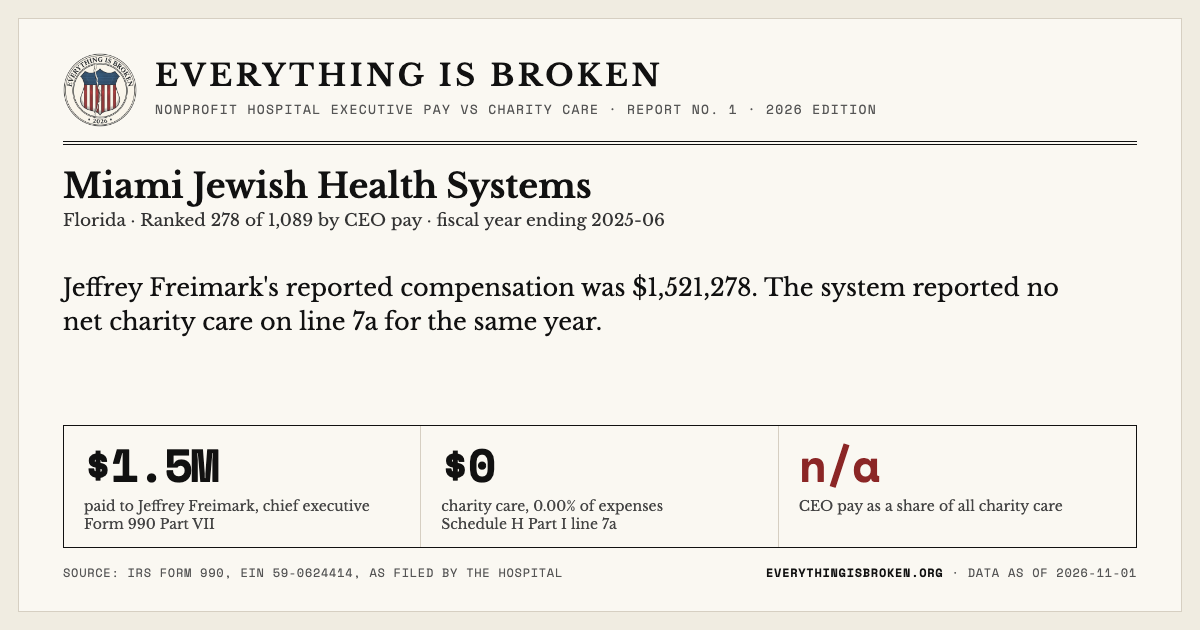 EVERYTHING IS BROKEN
· 2026 ·
EVERYTHING IS BROKEN
NONPROFIT HOSPITAL EXECUTIVE PAY VS CHARITY CARE · REPORT NO. 1 · 2026 EDITION
Miami Jewish Health Systems
Florida · Ranked 278 of 1,089 by CEO pay · fiscal year ending 2025-06
Jeffrey Freimark's reported compensation was $1,521,278. The system reported no
net charity care on line 7a for the same year.
$1.5M
paid to Jeffrey Freimark, chief executive
Form 990 Part VII
$0
charity care, 0.00% of expenses
Schedule H Part I line 7a
n/a
CEO pay as a share of all charity care
SOURCE: IRS FORM 990, EIN 59-0624414, AS FILED BY THE HOSPITAL
EVERYTHINGISBROKEN.ORG · DATA AS OF 2026-11-01